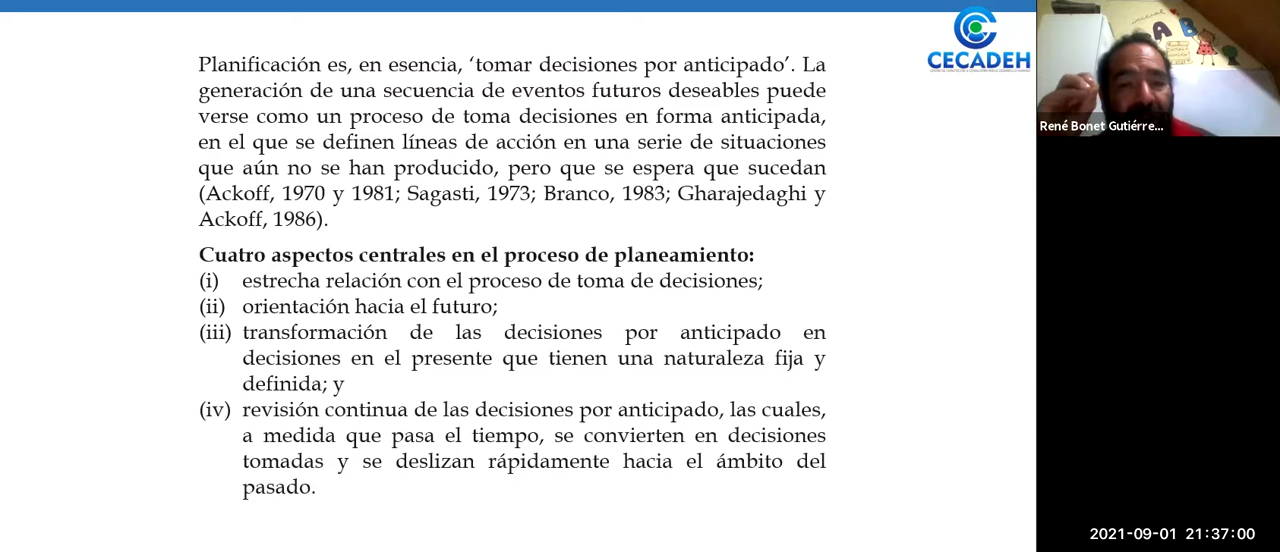 Planificación es, en esencia, ‘tomar decisiones por anticipado’. La
generación de una secuencia de eventos futuros deseables puede
verse como un proceso de toma decisiones en forma anticipada,
en el que se definen líneas de acción en una serie de situaciones
que aún no se han producido, pero que se espera que sucedan
(Ackoff, 1970 y 1981; Sagasti, 1973; Branco, 1983; Gharajedaghi y
Ackoff, 1986).
Cuatro aspectos centrales en el proceso de planeamiento:
(i) estrecha relación con el proceso de toma de decisiones;
(ii) orientación hacia el futuro;
(iii) transformación de las decisiones por anticipado en
decisiones en el presente que tienen una naturaleza fija y
definida; y
(iv) revisión continua de las decisiones por anticipado, las cuales,
a medida que pasa el tiempo, se convierten en decisiones
tomadas y se deslizan rápidamente hacia el ámbito del
pasado.
CECADEH
A B
René Bonet Gutiérre...
2021-09-01 21:37:00